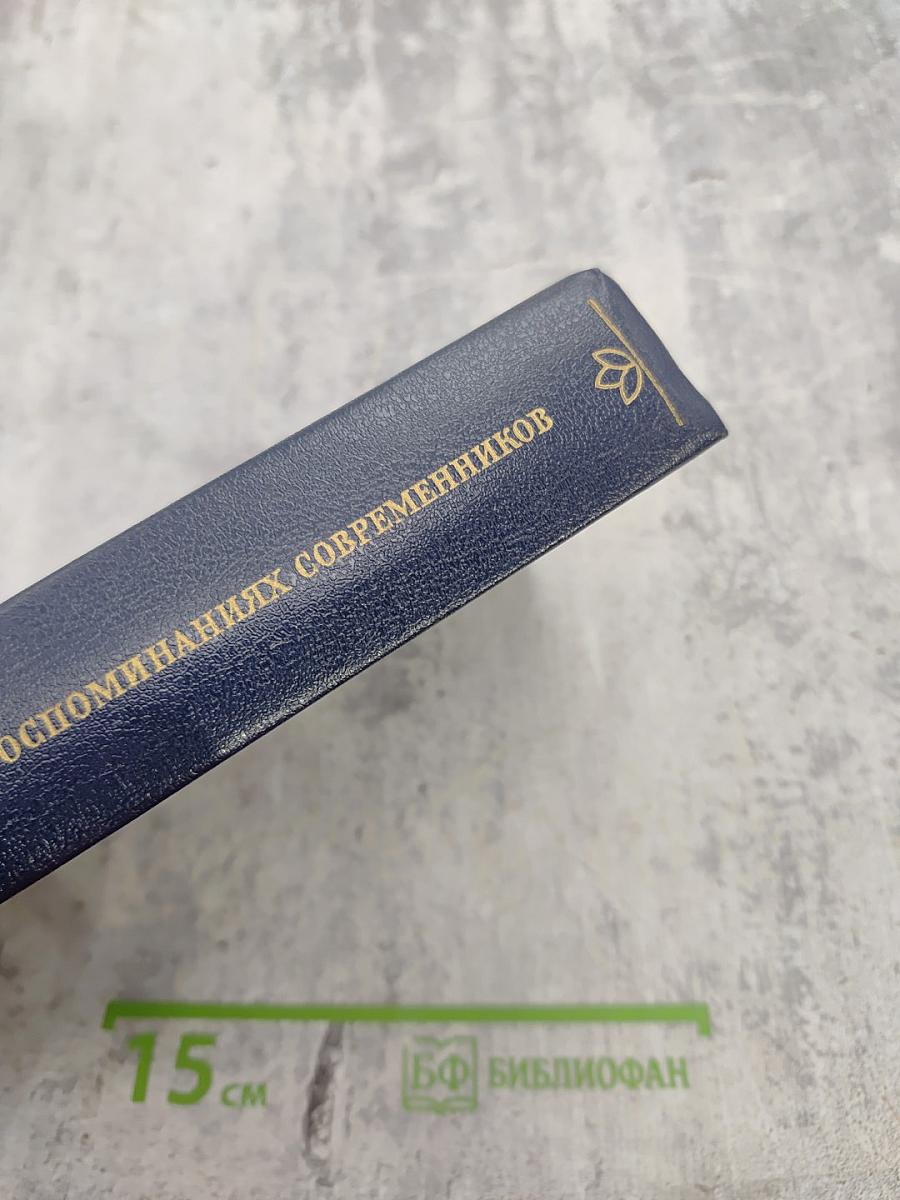 ОСПОМИНАНИЯХ СОВРЕМЕННИКОВ
15 см
БФ БИБЛИОФАН